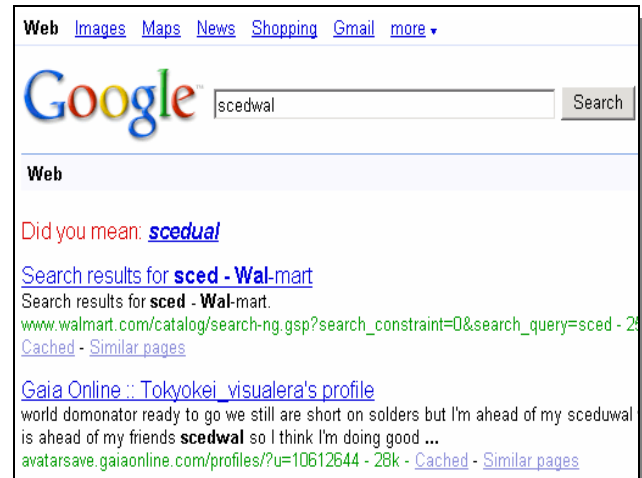 Web Images Maps News Shopping Gmail more ▾
Google™ scedwal Search
Web
Did you mean: scedual
Search results for sced - Wal-mart
Search results for sced - Wal-mart.
www.walmart.com/catalog/search-ng.gsp?search_constraint=0&search_query=sced - 25
Cached - Similar pages
Gaia Online :: Tokyokei_visualera's profile
world domonator ready to go we still are short on solders but I'm ahead of my sceduwal
is ahead of my friends scedwal so I think I'm doing good ...
avatarsave.gaiaonline.com/profiles/?u=10612644 - 28k - Cached - Similar pages